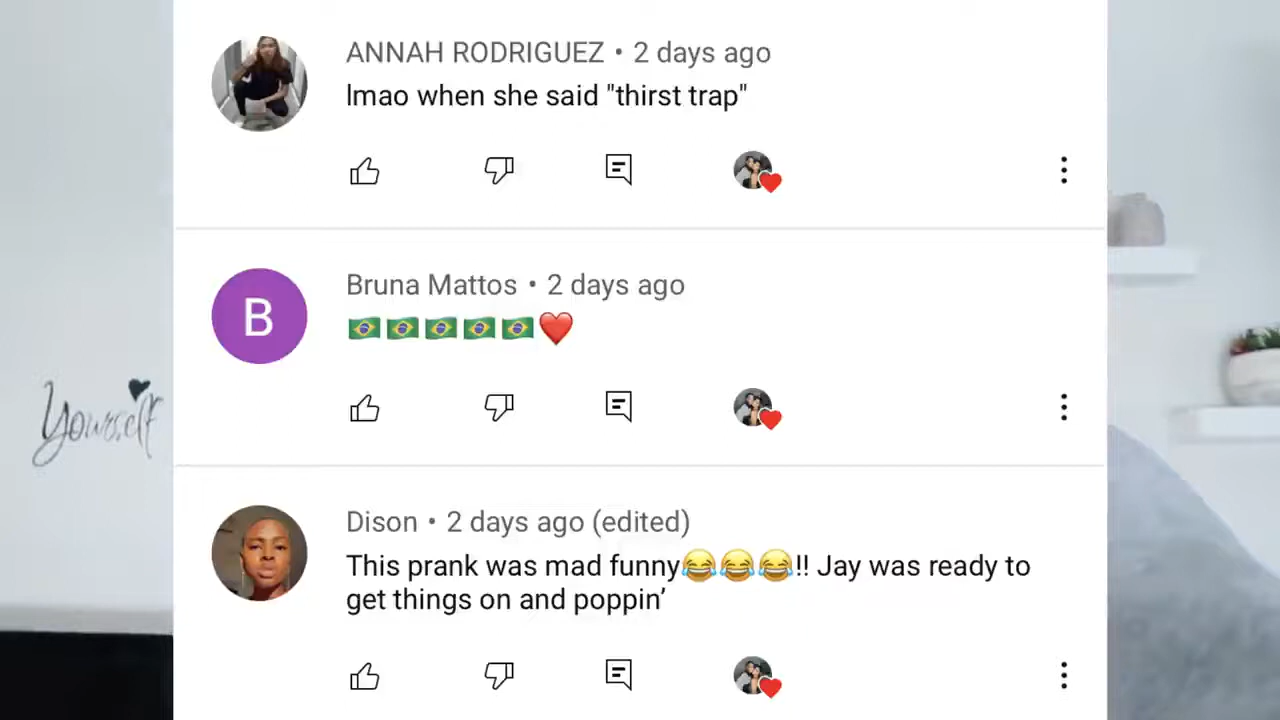 ANNAH RODRIGUEZ • 2 days ago
lmao when she said "thirst trap"
B
Bruna Mattos • 2 days ago
🇧🇷🇧🇷🇧🇷🇧🇷🇧🇷❤️
Yourself
Dison • 2 days ago (edited)
This prank was mad funny😂😂😂!! Jay was ready to
get things on and poppin’